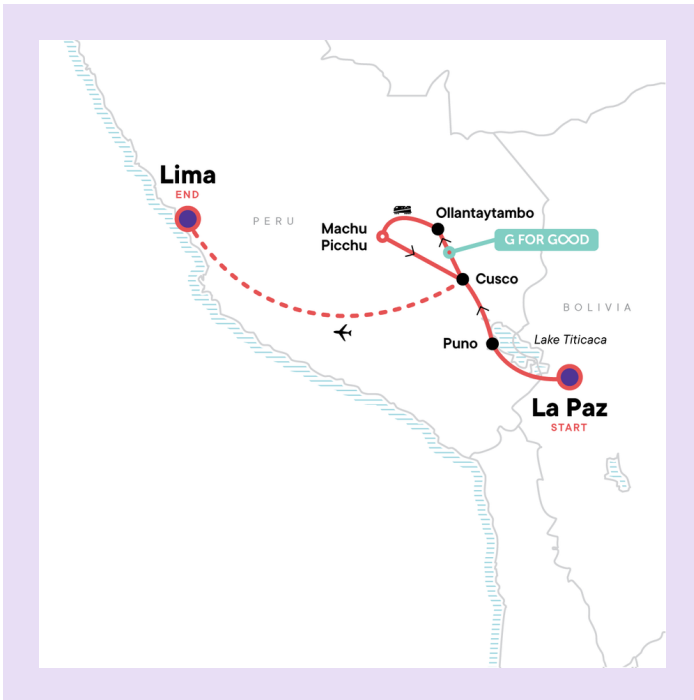 Lima
END
PERU
Ollantaytambo
Machu
Picchu
G FOR GOOD
Cusco
BOLIVIA
Puno
Lake Titicaca
La Paz
START